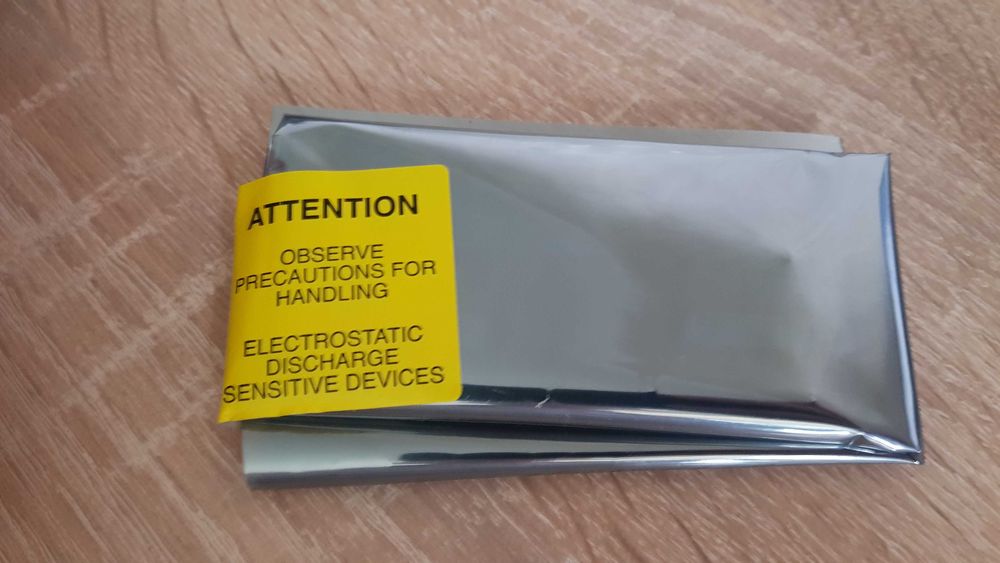 ATTENTION
OBSERVE
PRECAUTIONS FOR
HANDLING
ELECTROSTATIC
DISCHARGE
SENSITIVE DEVICES